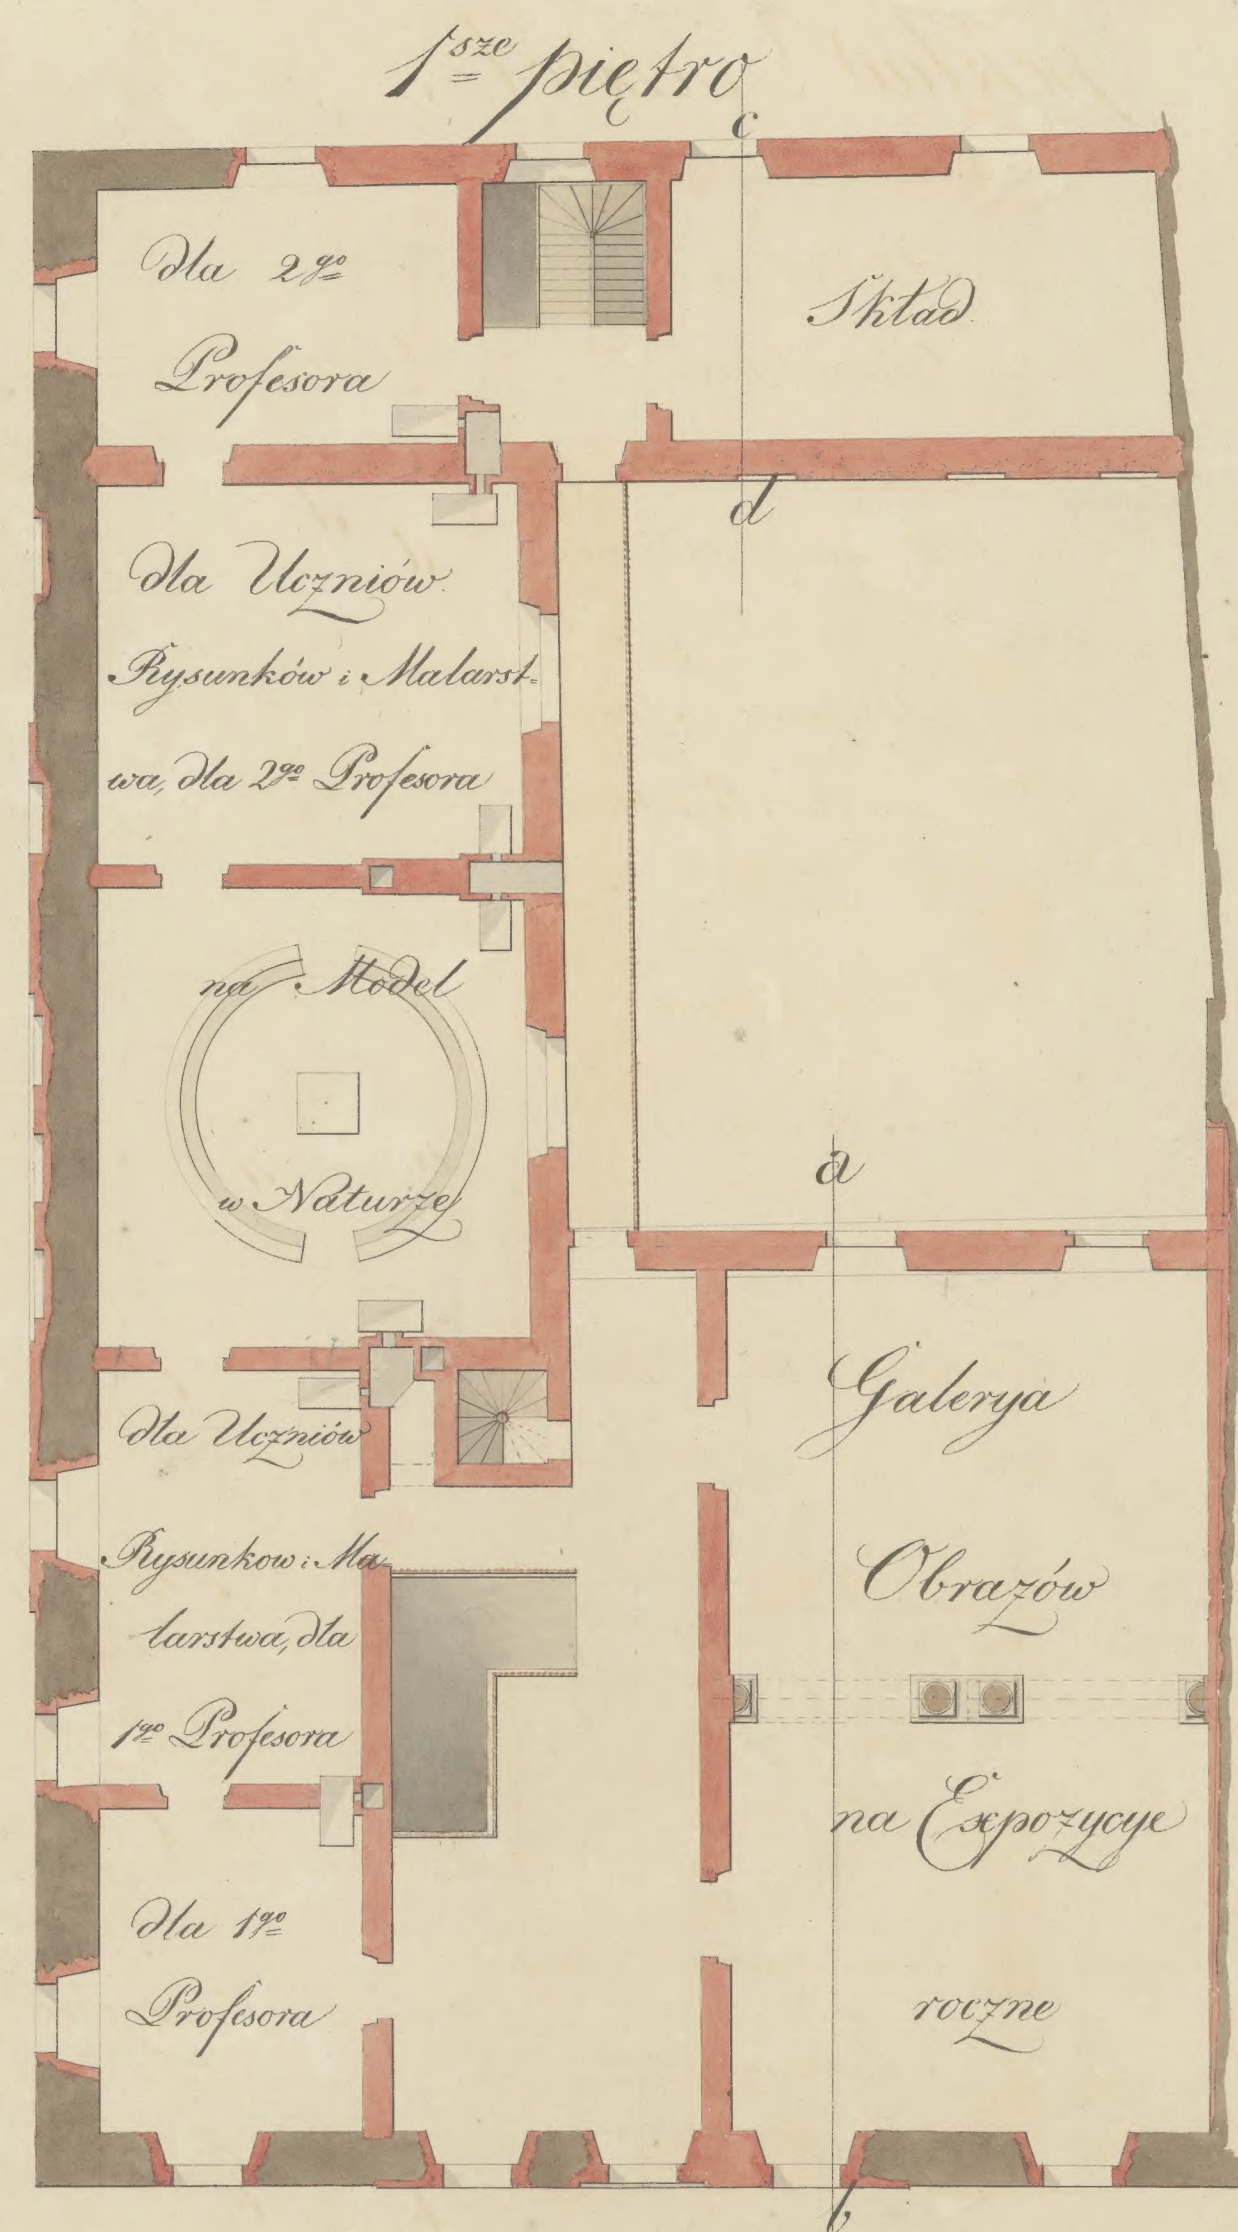 1sze piętro
c
dla 2go
Profesora
Skład
d
dla Uczniów
Rysunków i Malarst-
wa, dla 2go Profesora
na Model
w Naturze
a
Galerya
Obrazów
na Expozycye
roczne
dla Uczniów
Rysunkow i Ma
larstwa, dla
1go Profesora
dla 1go
Profesora
b